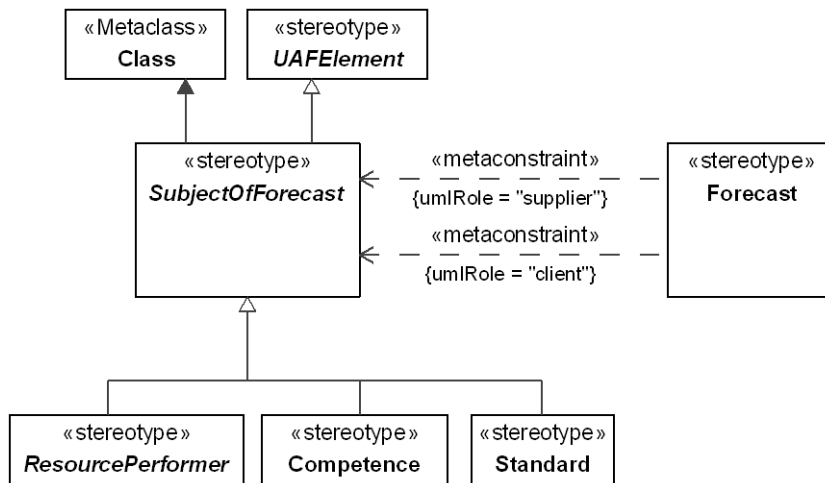 «Metaclass»
Class
«stereotype»
UAFElement
«stereotype»
SubjectOfForecast
«metaconstraint»
{umlRole = "supplier"}
«metaconstraint»
{umlRole = "client"}
«stereotype»
Forecast
«stereotype»
ResourcePerformer
«stereotype»
Competence
«stereotype»
Standard